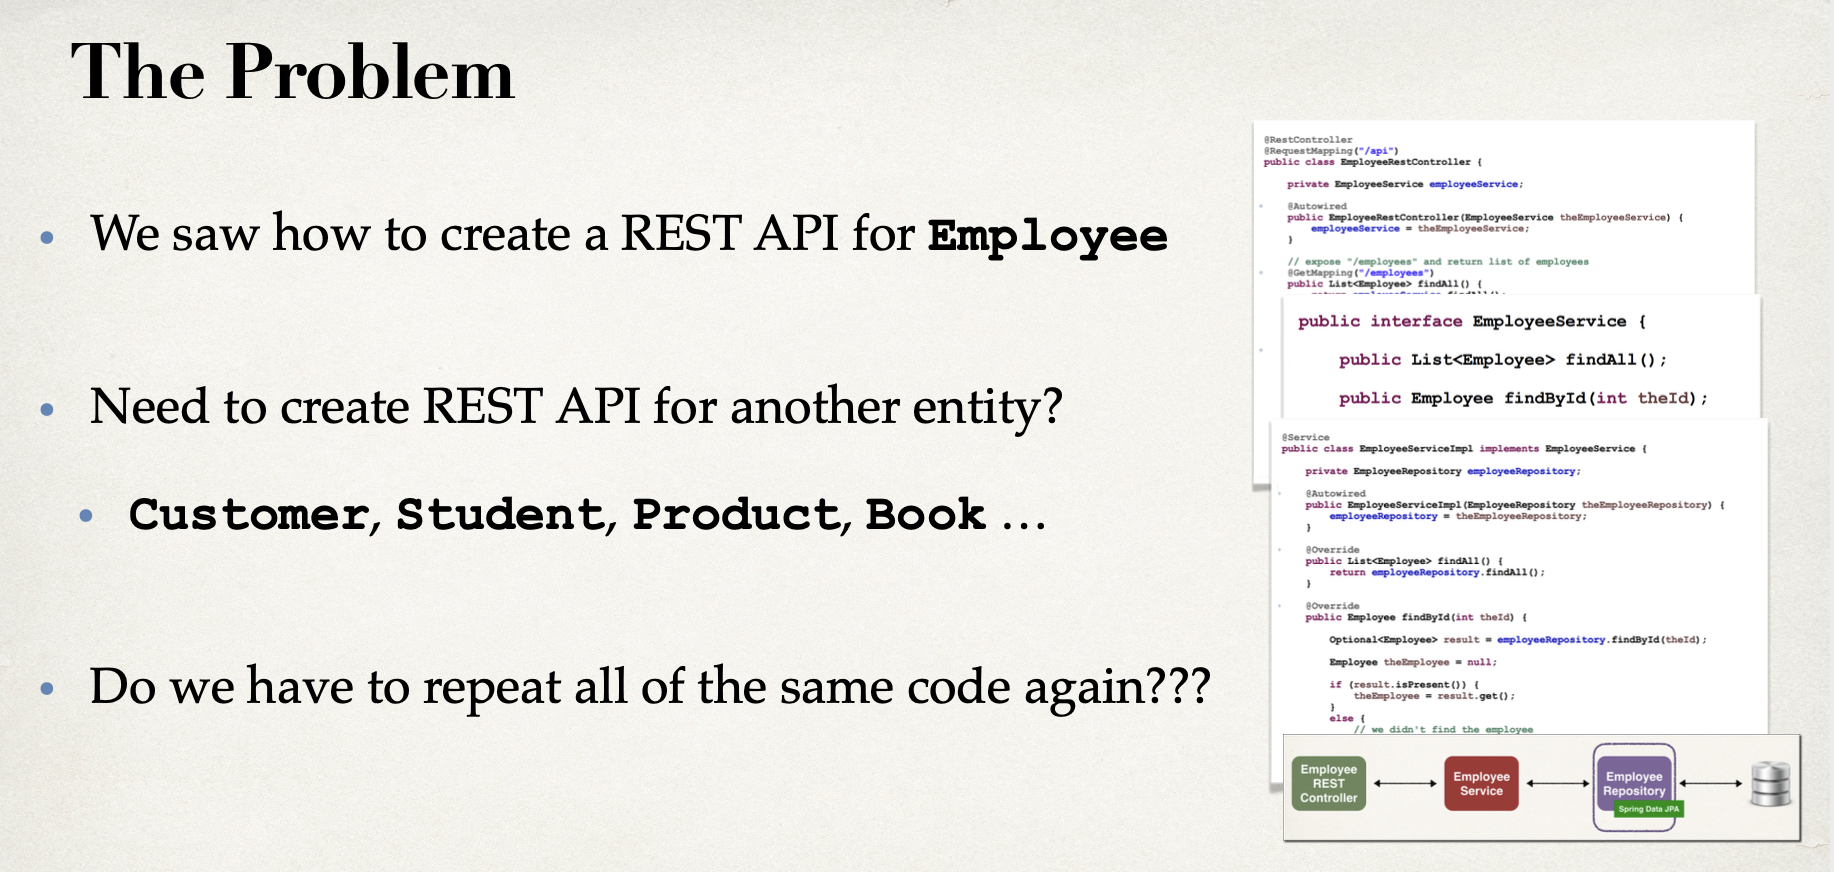 The Problem
• We saw how to create a REST API for Employee
• Need to create REST API for another entity?
• Customer, Student, Product, Book ...
• Do we have to repeat all of the same code again???
@RestController
@RequestMapping("/api")
public class EmployeeRestController {
private EmployeeService employeeService;
@Autowired
public EmployeeRestController(EmployeeService theEmployeeService) {
employeeService = theEmployeeService;
}
// expose "/employees" and return list of employees
@GetMapping("/employees")
public List<Employee> findAll() {
public interface EmployeeService {
public List<Employee> findAll();
public Employee findById(int theId);
@Service
public class EmployeeServiceImpl implements EmployeeService {
private EmployeeRepository employeeRepository;
@Autowired
public EmployeeServiceImpl(EmployeeRepository theEmployeeRepository) {
employeeRepository = theEmployeeRepository;
}
@Override
public List<Employee> findAll() {
return employeeRepository.findAll();
}
@Override
public Employee findById(int theId) {
Optional<Employee> result = employeeRepository.findById(theId);
Employee theEmployee = null;
if (result.isPresent()) {
theEmployee = result.get();
}
else {
// we didn't find the employee
Employee
REST
Controller
Employee
Service
Employee
Repository
Spring Data JPA